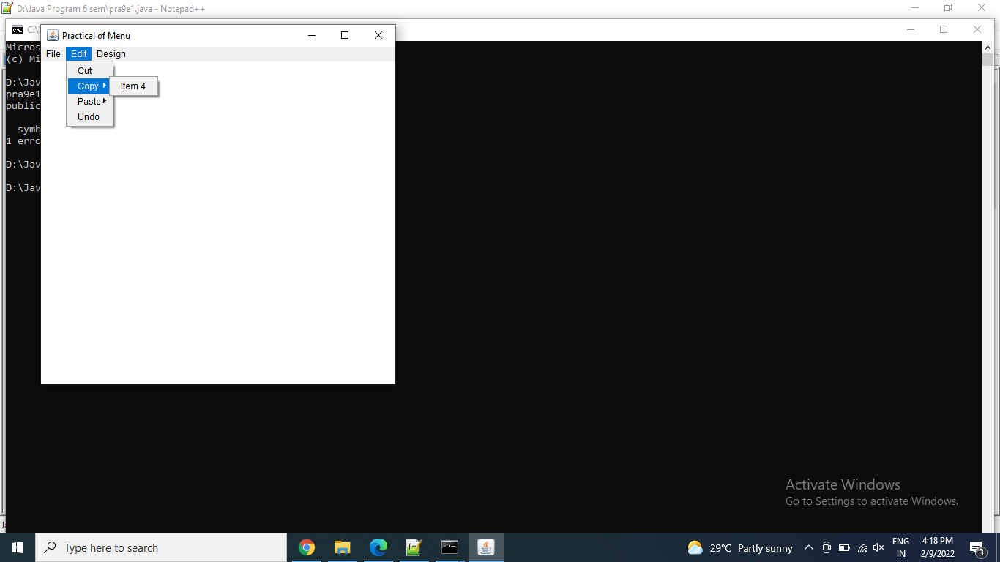 D:\Java Program 6 sem\pra9e1.java - Notepad++
C:\
Practical of Menu
File Edit Design
Cut
Copy Item 4
Paste
Undo
Micros
(c) Mi
D:\Jav
pra9e1
public
symb
1 erro
D:\Jav
D:\Jav
Activate Windows
Go to Settings to activate Windows.
Type here to search
29°C Partly sunny
ENG
IN
4:18 PM
2/9/2022
3